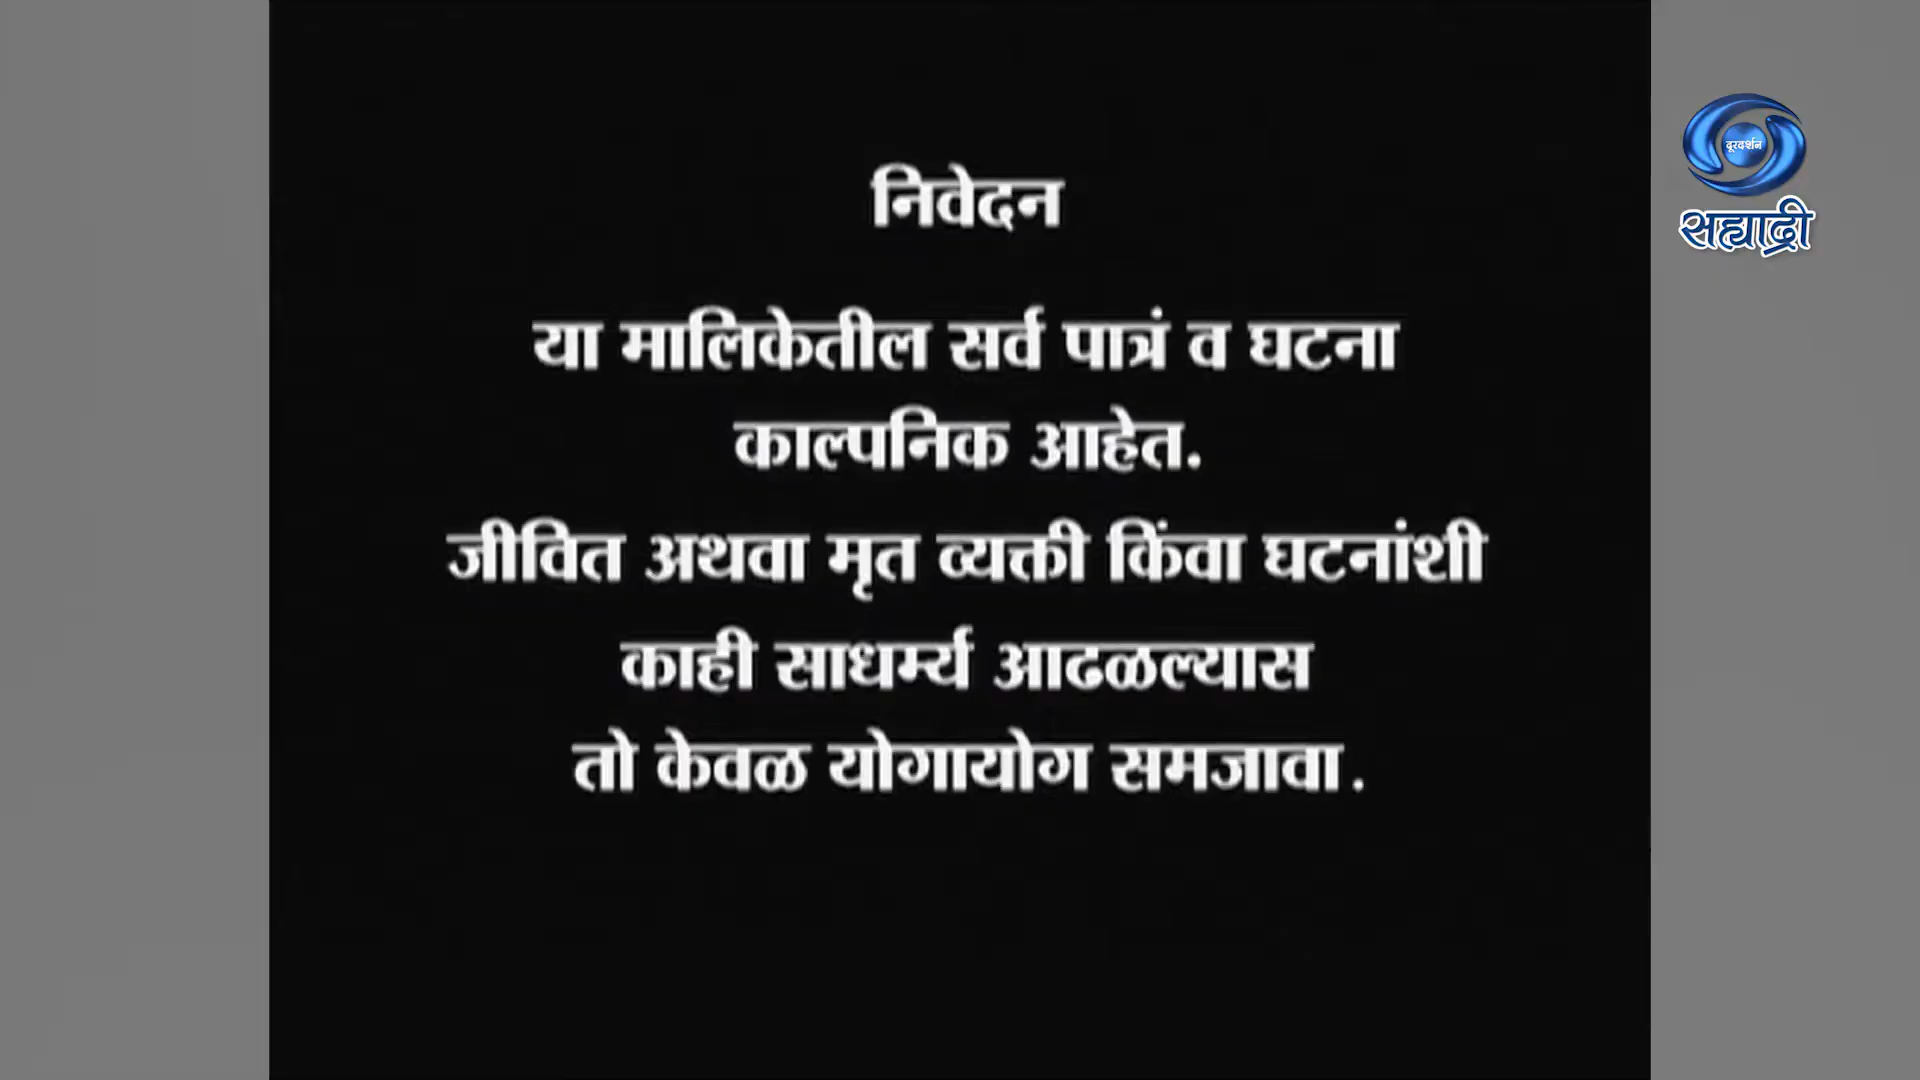 निवेदन
या मालिकेतील सर्व पात्रं व घटना
काल्पनिक आहेत.
जीवित अथवा मृत व्यक्ती किंवा घटनांशी
काही साधर्म्य आढळल्यास
तो केवळ योगायोग समजावा.
दूरदर्शन
सह्याद्री